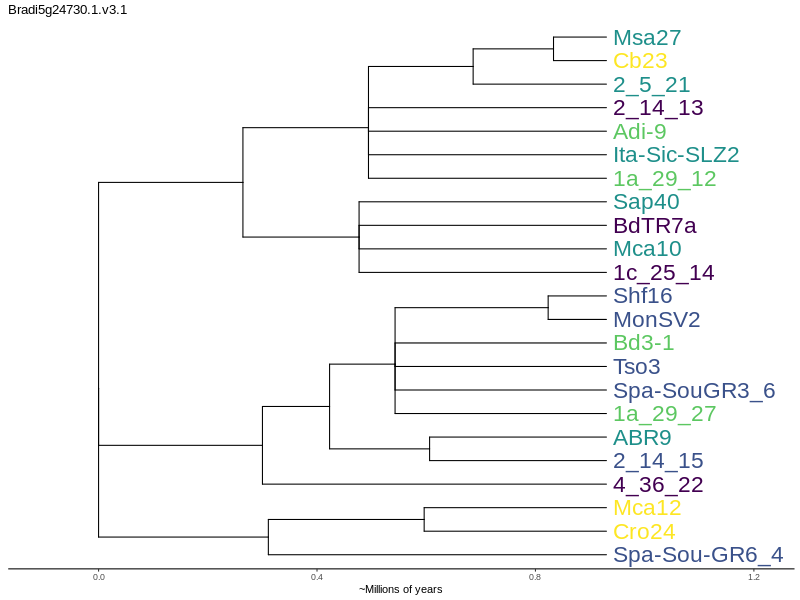 Bradi5g24730.1.v3.1
Msa27
Cb23
2_5_21
2_14_13
Adi-9
Ita-Sic-SLZ2
1a_29_12
Sap40
BdTR7a
Mca10
1c_25_14
Shf16
MonSV2
Bd3-1
Tso3
Spa-SouGR3_6
1a_29_27
ABR9
2_14_15
4_36_22
Mca12
Cro24
Spa-Sou-GR6_4
0.0 0.4 0.8 1.2
~Millions of years